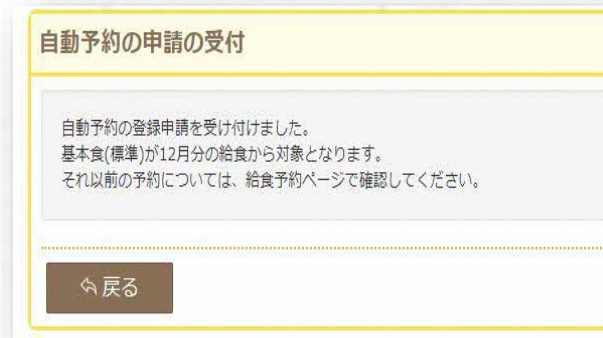 自動予約の申請の受付
自動予約の登録申請を受け付けました。
基本食(標準)が12月分の給食から対象となります。
それ以前の予約については、給食予約ページで確認してください。
戻る